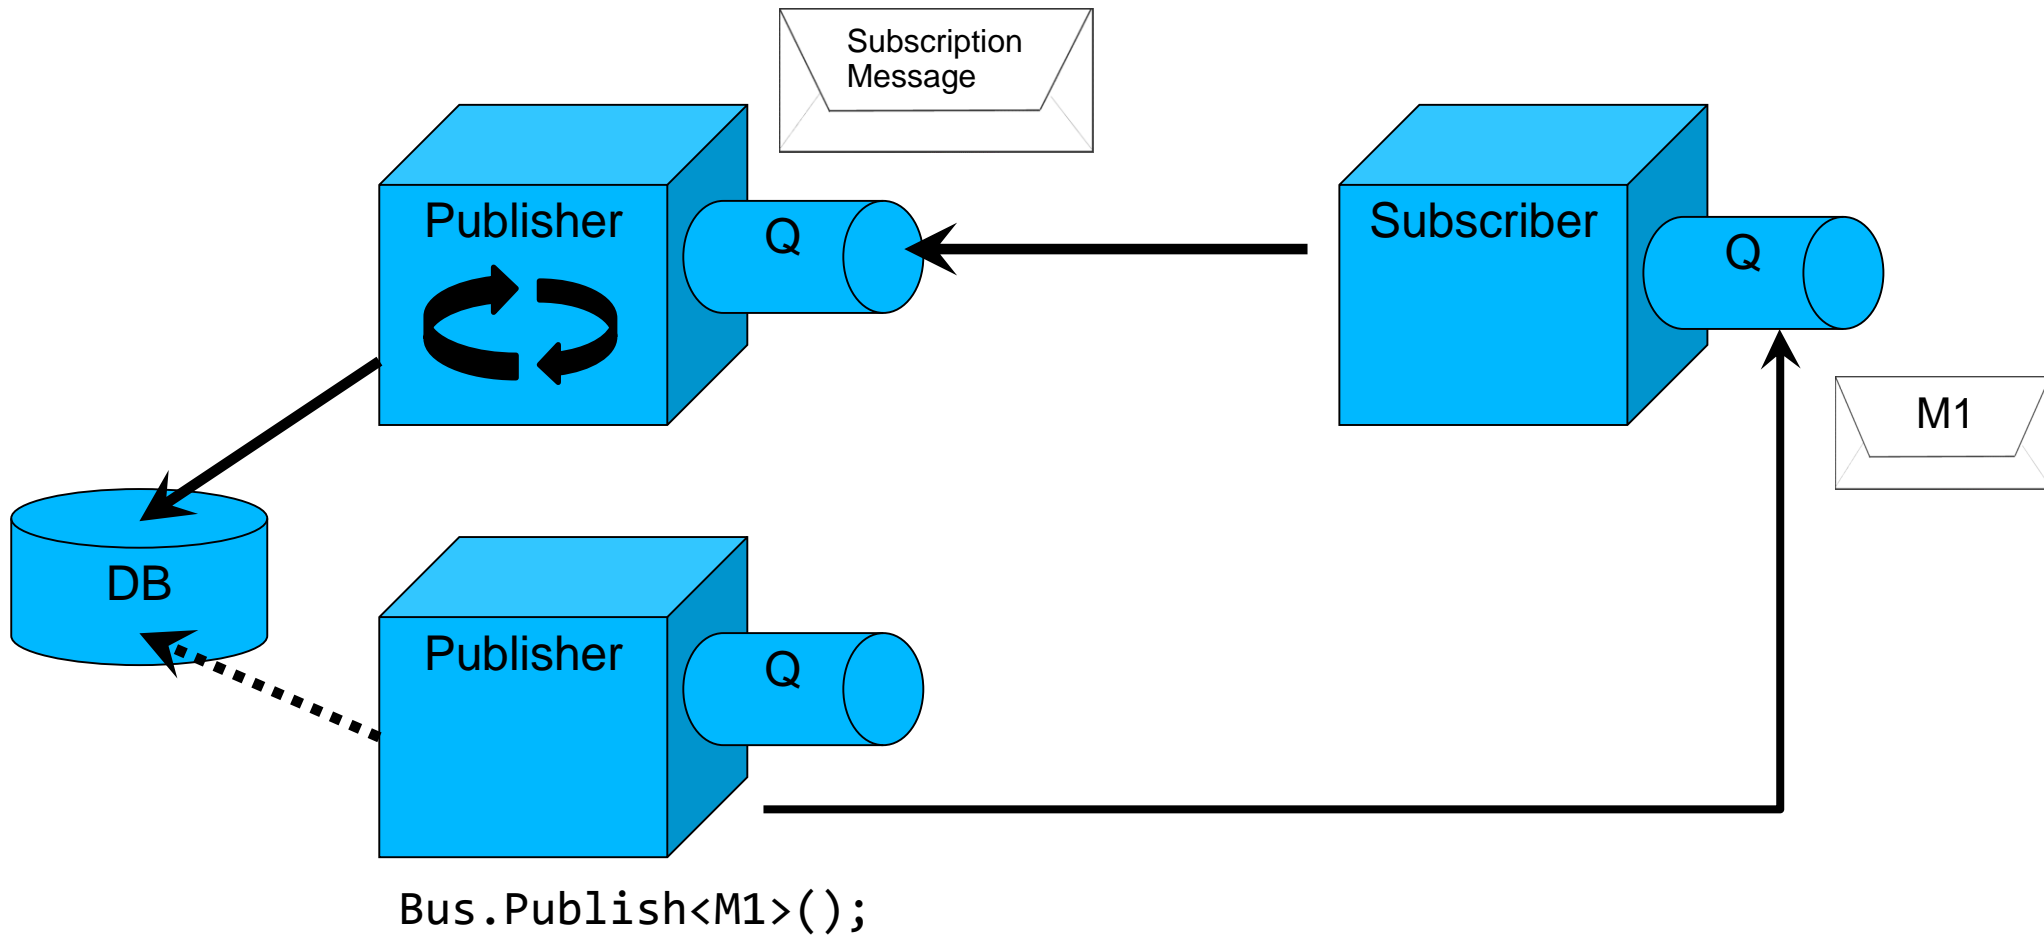 Subscription
Message
Publisher
Q
Subscriber
Q
M1
DB
Publisher
Q
Bus.Publish<M1>();